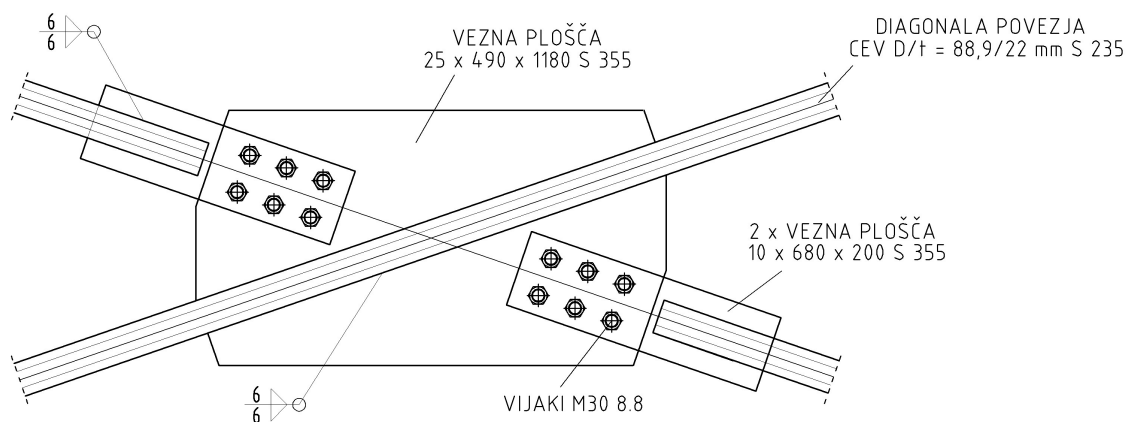 6
6
VEZNA PLOŠČA
25 x 490 x 1180 S 355
DIAGONALA POVEZJA
CEV D/t = 88,9/22 mm S 235
2 x VEZNA PLOŠČA
10 x 680 x 200 S 355
6
6
VIJAKI M30 8.8